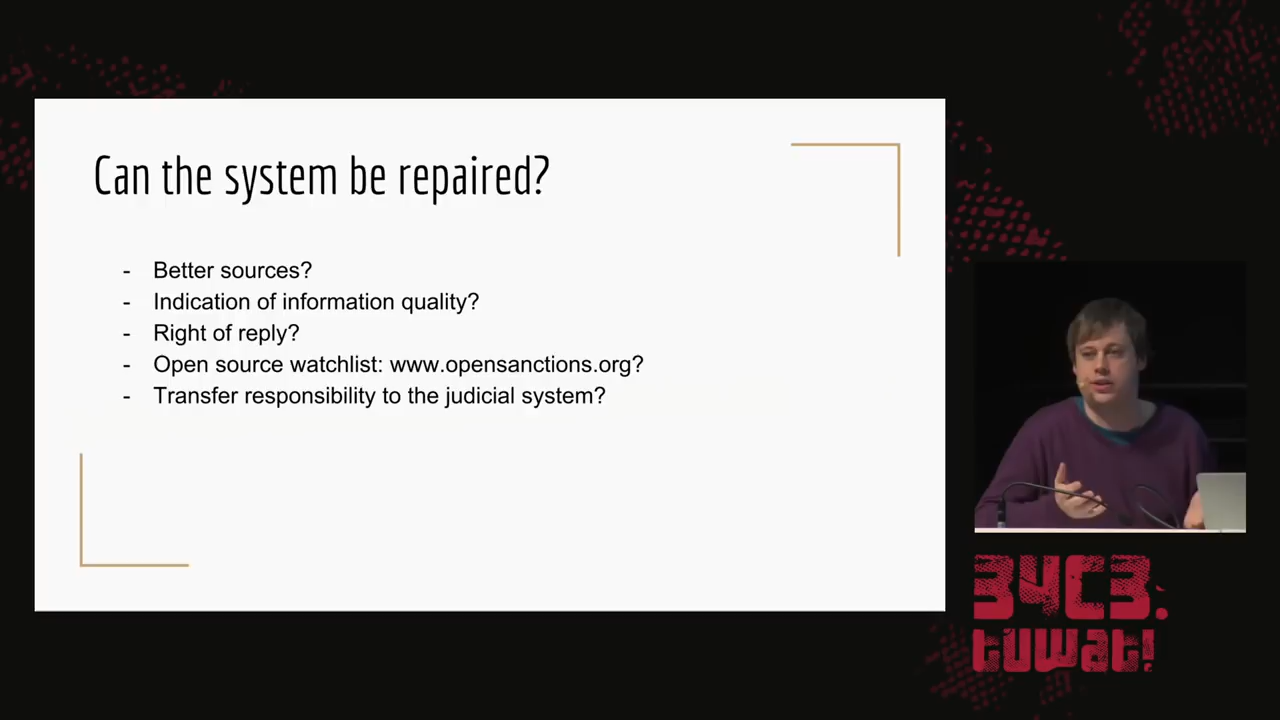 Can the system be repaired?
- Better sources?
- Indication of information quality?
- Right of reply?
- Open source watchlist: www.opensanctions.org?
- Transfer responsibility to the judicial system?
34C3.
tuwat!